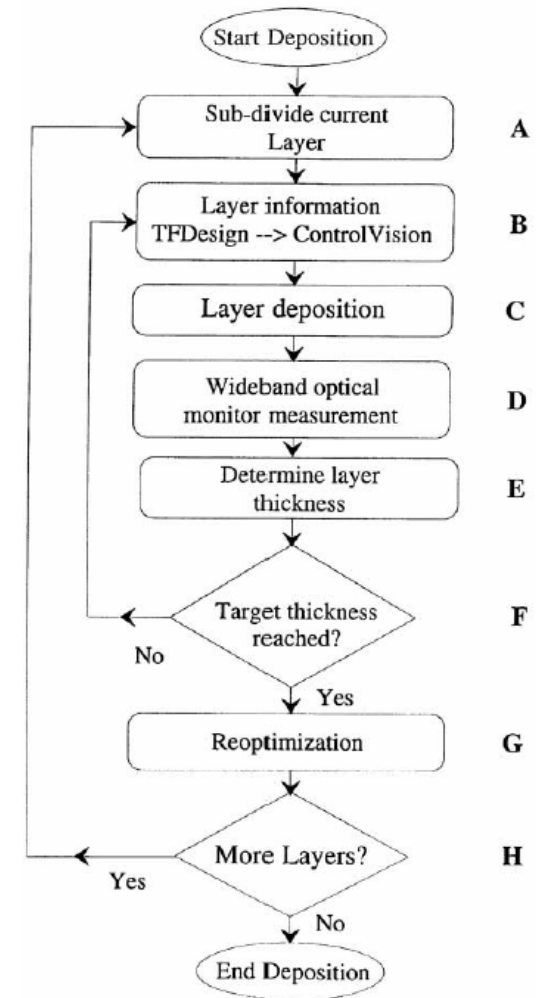 Start Deposition
Sub-divide current
Layer
A
Layer information
TFDesign --> ControlVision
B
Layer deposition
C
Wideband optical
monitor measurement
D
Determine layer
thickness
E
Target thickness
reached?
F
No
Yes
Reoptimization
G
More Layers?
H
Yes
No
End Deposition